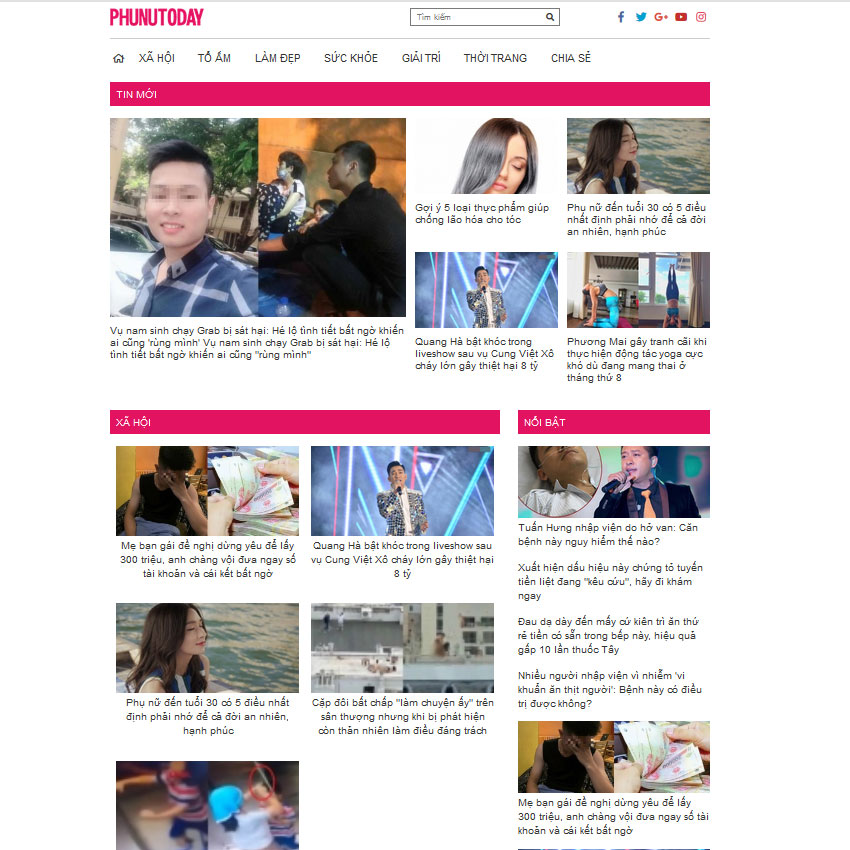 PHUNUTODAY
Tìm kiếm
XÃ HỘI TỔ ẤM LÀM ĐẸP SỨC KHỎE GIẢI TRÍ THỜI TRANG CHIA SẺ
TIN MỚI
Vụ nam sinh chạy Grab bị sát hại: Hé lộ tình tiết bất ngờ khiến
ai cũng 'rùng mình' Vụ nam sinh chạy Grab bị sát hại: Hé lộ
tình tiết bất ngờ khiến ai cũng "rùng mình"
Gợi ý 5 loại thực phẩm giúp
chống lão hóa cho tóc
Phụ nữ đến tuổi 30 có 5 điều
nhất định phải nhớ để cả đời
an nhiên, hạnh phúc
Quang Hà bật khóc trong
liveshow sau vụ Cung Việt Xô
cháy lớn gây thiệt hại 8 tỷ
Phương Mai gây tranh cãi khi
thực hiện động tác yoga cực
khó dù đang mang thai ở
tháng thứ 8
XÃ HỘI
Mẹ bạn gái đề nghị dừng yêu để lấy
300 triệu, anh chàng vội đưa ngay số
tài khoản và cái kết bất ngờ
Quang Hà bật khóc trong liveshow sau
vụ Cung Việt Xô cháy lớn gây thiệt hại
8 tỷ
Phụ nữ đến tuổi 30 có 5 điều nhất
định phải nhớ để cả đời an nhiên,
hạnh phúc
Cặp đôi bất chấp "làm chuyện ấy" trên
sân thượng nhưng khi bị phát hiện
còn thản nhiên làm điều đáng trách
NỔI BẬT
Tuấn Hưng nhập viện do hở van: Căn
bệnh này nguy hiểm thế nào?
Xuất hiện dấu hiệu này chứng tỏ tuyến
tiền liệt đang "kêu cứu", hãy đi khám
ngay
Đau dạ dày đến mấy cứ kiên trì ăn thứ
rẻ tiền có sẵn trong bếp này, hiệu quả
gấp 10 lần thuốc Tây
Nhiều người nhập viện vì nhiễm 'vi
khuẩn ăn thịt người': Bệnh này có điều
trị được không?
Mẹ bạn gái đề nghị dừng yêu để lấy
300 triệu, anh chàng vội đưa ngay số tài
khoản và cái kết bất ngờ